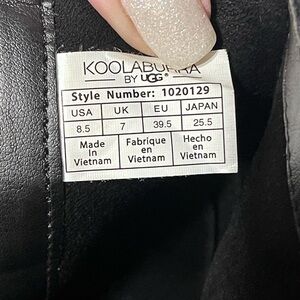 KOOLABURRA
BY UGG®
Style Number: 1020129
USA UK EU JAPAN
8.5 7 39.5 25.5
Made Fabrique Hecho
In en en
Vietnam Vietnam Vietnam